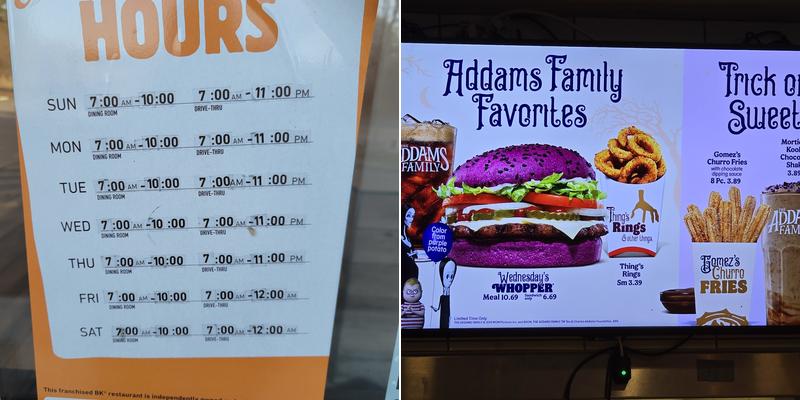 HOURS
SUN 7:00 AM -10:00 7:00 AM - 11:00 PM
DINING ROOM DRIVE-THRU
MON 7:00 AM -10:00 7:00 AM - 11:00 PM
DINING ROOM DRIVE-THRU
TUE 7:00 AM -10:00 7:00 AM - 11:00 PM
DINING ROOM DRIVE-THRU
WED 7:00 AM -10:00 7:00 AM - 11:00 PM
DINING ROOM DRIVE-THRU
THU 7:00 AM -10:00 7:00 AM - 11:00 PM
DINING ROOM DRIVE-THRU
FRI 7:00 AM -10:00 7:00 AM -12:00 AM
DINING ROOM DRIVE-THRU
SAT 7:00 AM -10:00 7:00 AM -12:00 AM
DINING ROOM DRIVE-THRU
This franchised BK® restaurant is independently
Addams Family
Favorites
ADDAMS
FAMILY
Color
from
purple
potato
Wednesday's
WHOPPER
Meal 10.69 Sandwich 6.69
Thing's
Rings
& other things.
Thing's
Rings
Sm 3.39
Limited Time Only
Trick or
Sweet
Gomez's
Churro Fries
with chocolate
dipping sauce
8 Pc. 3.89
Gomez's
Churro
FRIES